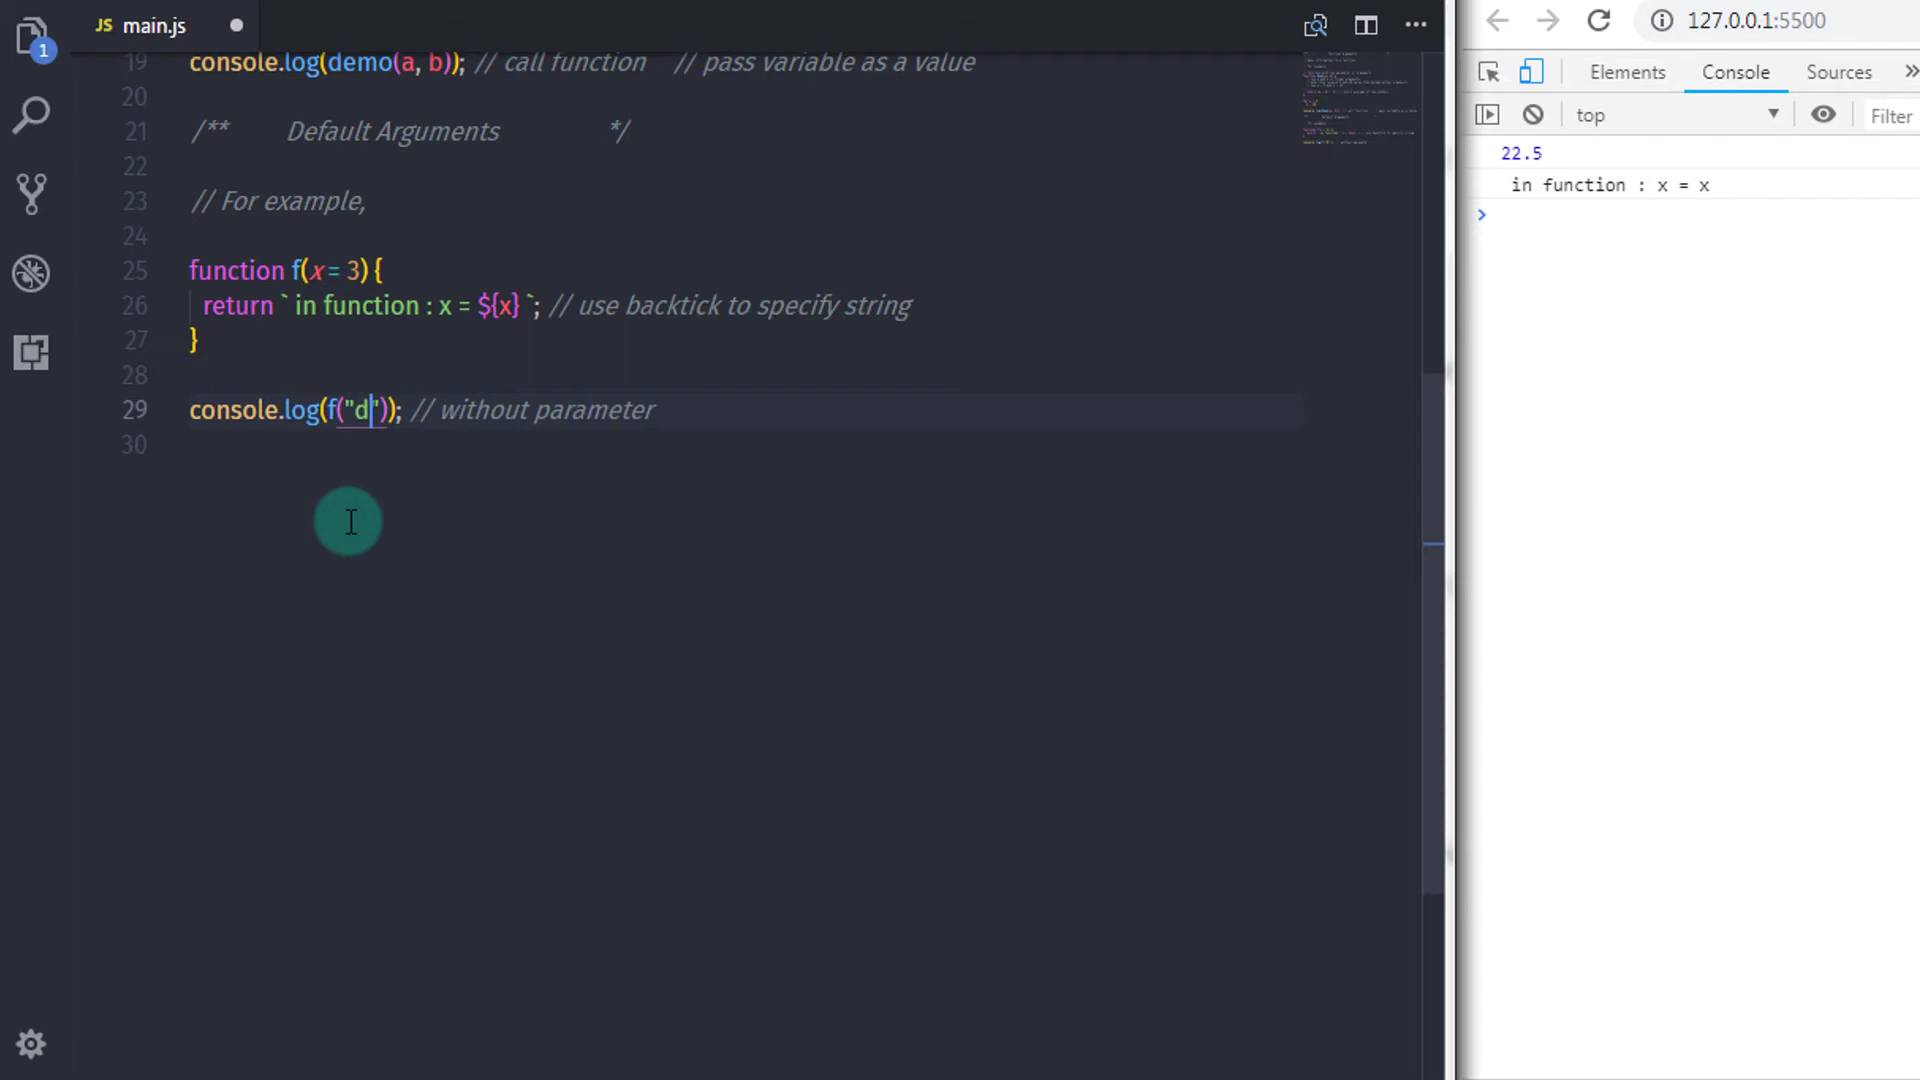 JS main.js
1
19 console.log(demo(a, b)); // call function // pass variable as a value
20
21 /** Default Arguments */
22
23 // For example,
24
25 function f(x = 3) {
26 return ` in function : x = ${x} `; // use backtick to specify string
27 }
28
29 console.log(f("d")); // without parameter
30
127.0.0.1:5500
Elements Console Sources »
top Filter
22.5
in function : x = x